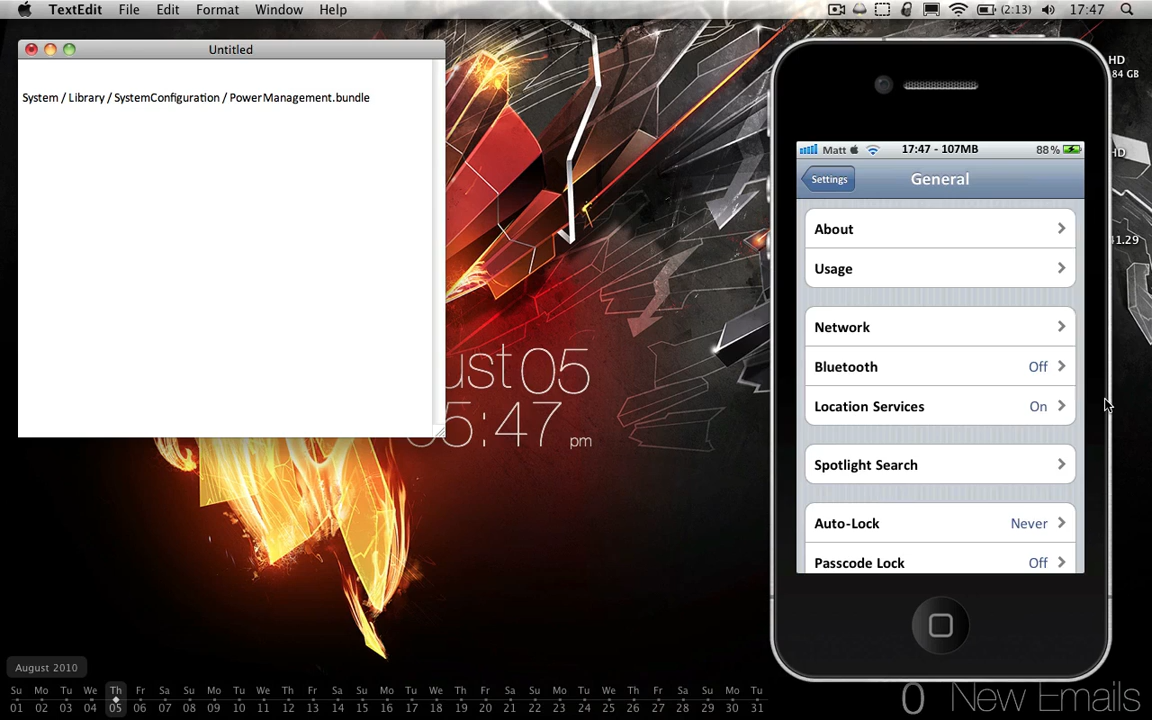 TextEdit File Edit Format Window Help (2:13) 17:47
Untitled
System / Library / SystemConfiguration / PowerManagement.bundle
HD
84 GB
HD
41.29
ust 05
5:47 pm
Matt 17:47 - 107MB 88%
Settings General
About
Usage
Network
Bluetooth Off
Location Services On
Spotlight Search
Auto-Lock Never
Passcode Lock Off
August 2010
Su Mo Tu We Th Fr Sa Su Mo Tu We Th Fr Sa Su Mo Tu We Th Fr Sa Su Mo Tu We Th Fr Sa Su Mo Tu
01 02 03 04 05 06 07 08 09 10 11 12 13 14 15 16 17 18 19 20 21 22 23 24 25 26 27 28 29 30 31
0 New Emails